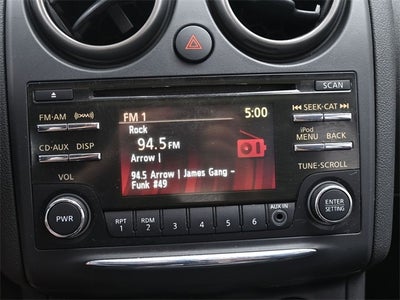 SCAN
FM·AM
FM 1
5:00
SEEK·CAT
Rock
94.5 FM
Arrow |
iPod
MENU
BACK
CD·AUX
DISP
94.5 Arrow | James Gang -
Funk #49
VOL
TUNE·SCROLL
PWR
RPT
1
RDM
2
3
4
5
6
AUX IN
ENTER
SETTING